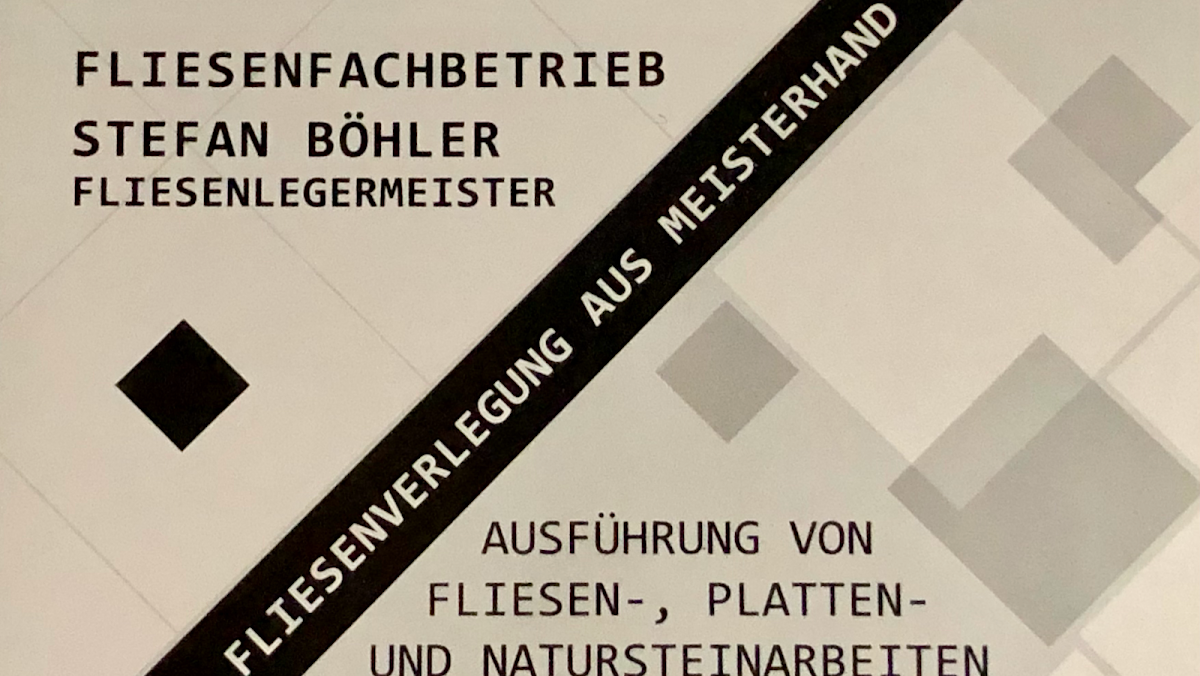 FLIESENFACHBETRIEB
STEFAN BÖHLER
FLIESENLEGERMEISTER
FLIESENVERLEGUNG AUS MEISTERHAND
AUSFÜHRUNG VON
FLIESEN-, PLATTEN-
UND NATURSTEINARBEITEN